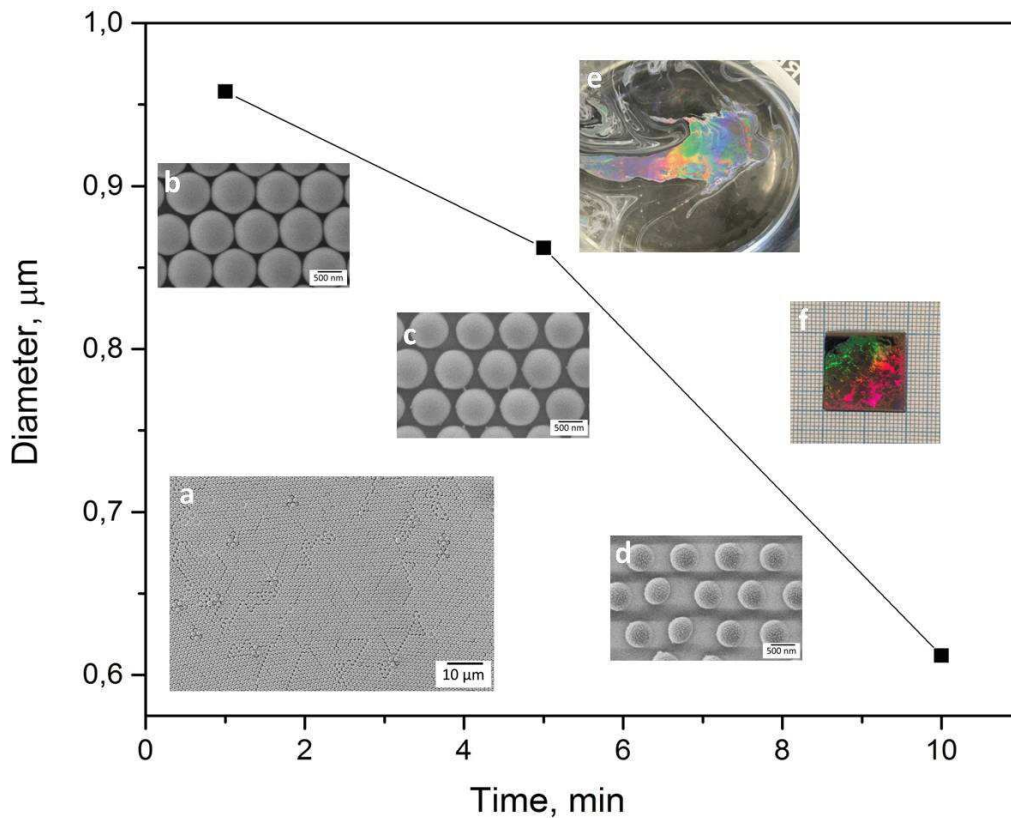 1,0
0,9
0,8
0,7
0,6
Diameter, μm
0 2 4 6 8 10
Time, min
a
10 μm
b
500 nm
c
500 nm
d
500 nm
e
f